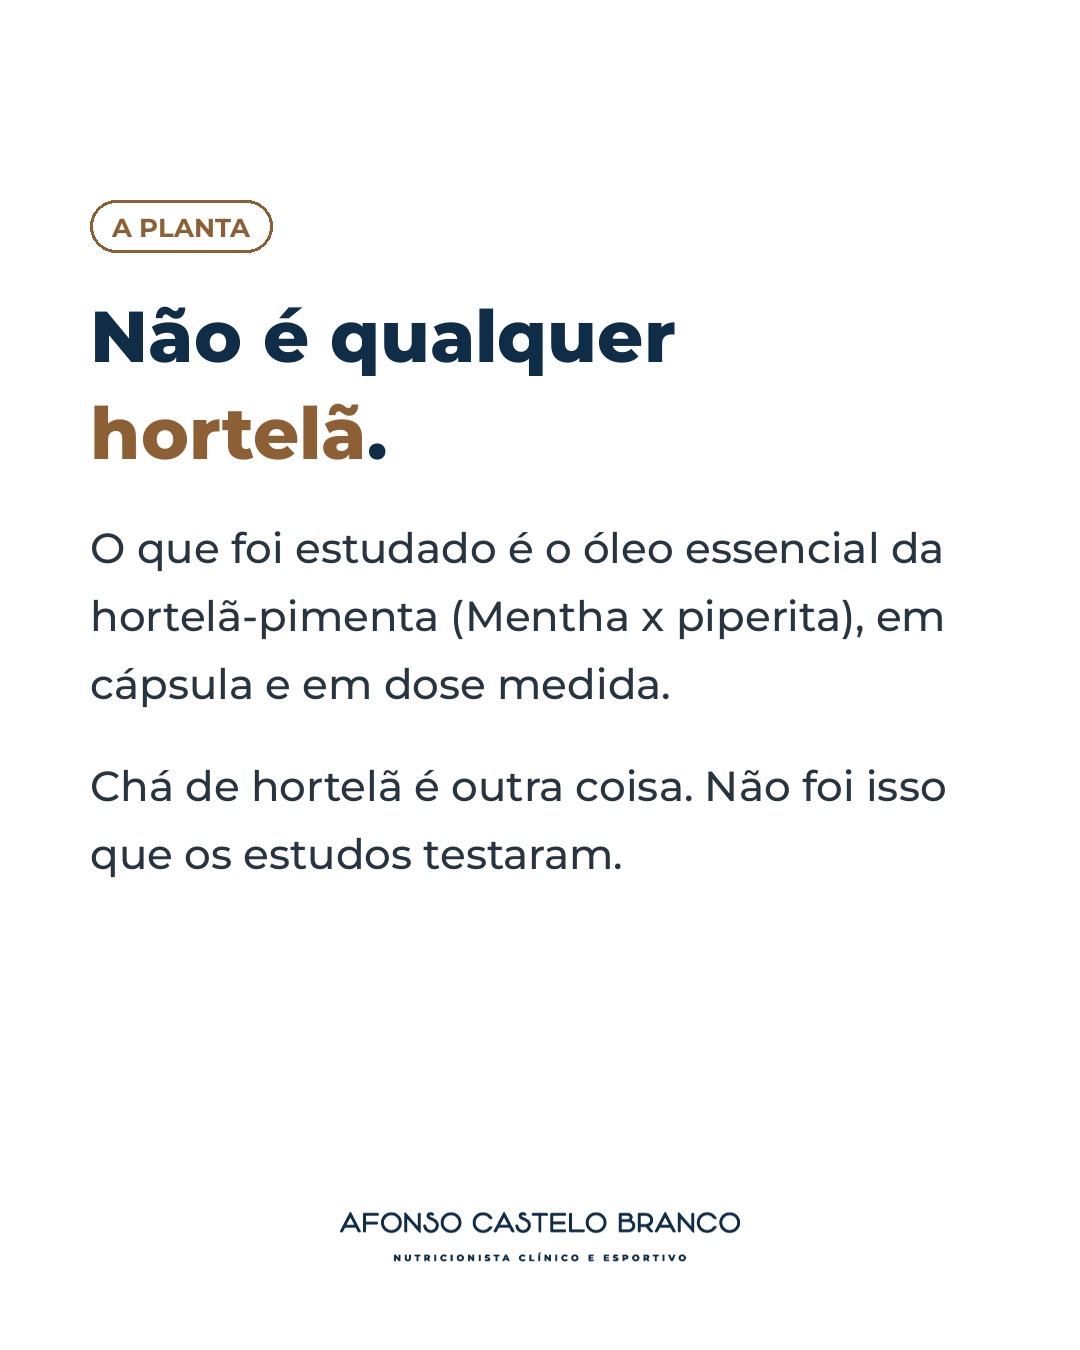 A PLANTA
Não é qualquer
hortelã.
O que foi estudado é o óleo essencial da
hortelã-pimenta (Mentha x piperita), em
cápsula e em dose medida.
Chá de hortelã é outra coisa. Não foi isso
que os estudos testaram.
AFONSO CASTELO BRANCO
NUTRICIONISTA CLÍNICO E ESPORTIVO